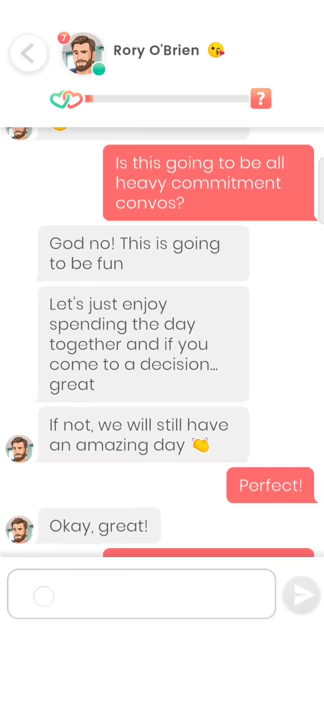 7
Rory O'Brien 😘
?
Is this going to be all
heavy commitment
convos?
God no! This is going
to be fun
Let's just enjoy
spending the day
together and if you
come to a decision...
great
If not, we will still have
an amazing day 👏
Perfect!
Okay, great!